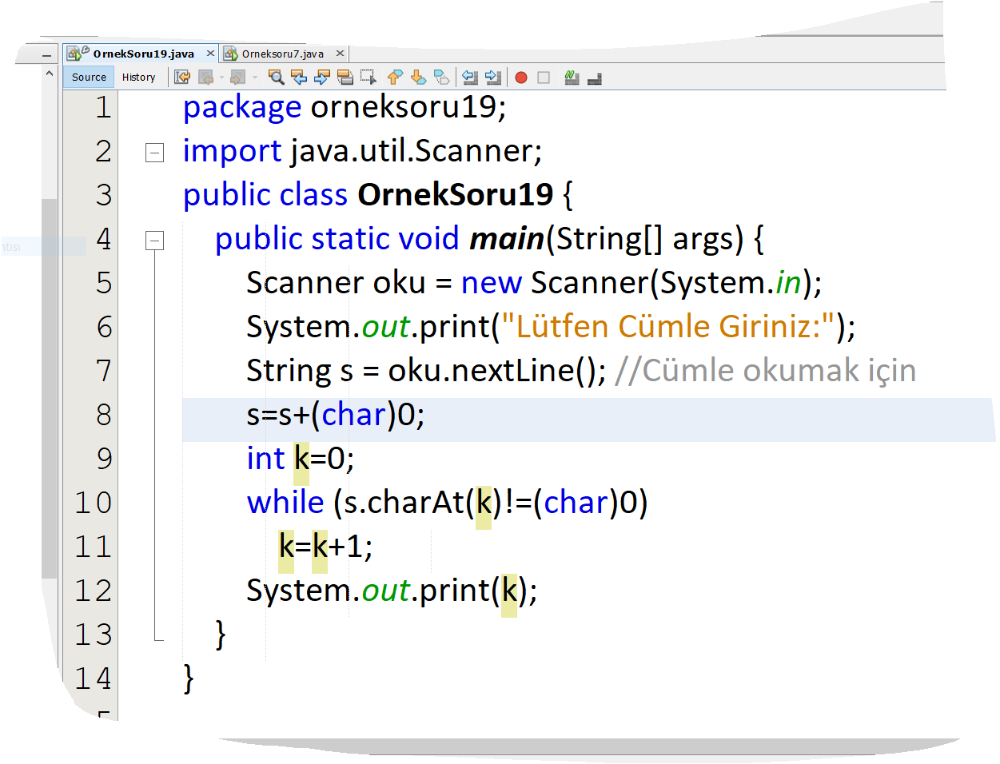 OrnekSoru19.java Orneksoru7.java
Source History
1 package orneksoru19;
2 import java.util.Scanner;
3 public class OrnekSoru19 {
4 public static void main(String[] args) {
5 Scanner oku = new Scanner(System.in);
6 System.out.print("Lütfen Cümle Giriniz:");
7 String s = oku.nextLine(); //Cümle okumak için
8 s=s+(char)0;
9 int k=0;
10 while (s.charAt(k)!=(char)0)
11 k=k+1;
12 System.out.print(k);
13 }
14 }